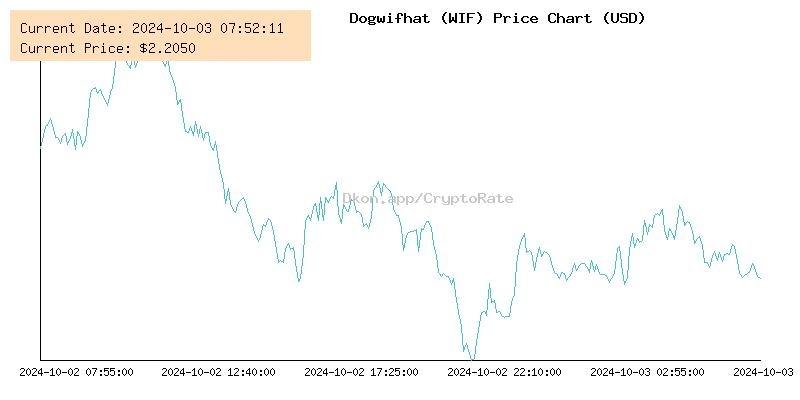 Dogwifhat (WIF) Price Chart (USD)
Current Date: 2024-10-03 07:52:11
Current Price: $2.2050
Dkon.app/CryptoRate
2024-10-02 07:55:00 2024-10-02 12:40:00 2024-10-02 17:25:00 2024-10-02 22:10:00 2024-10-03 02:55:00 2024-10-03